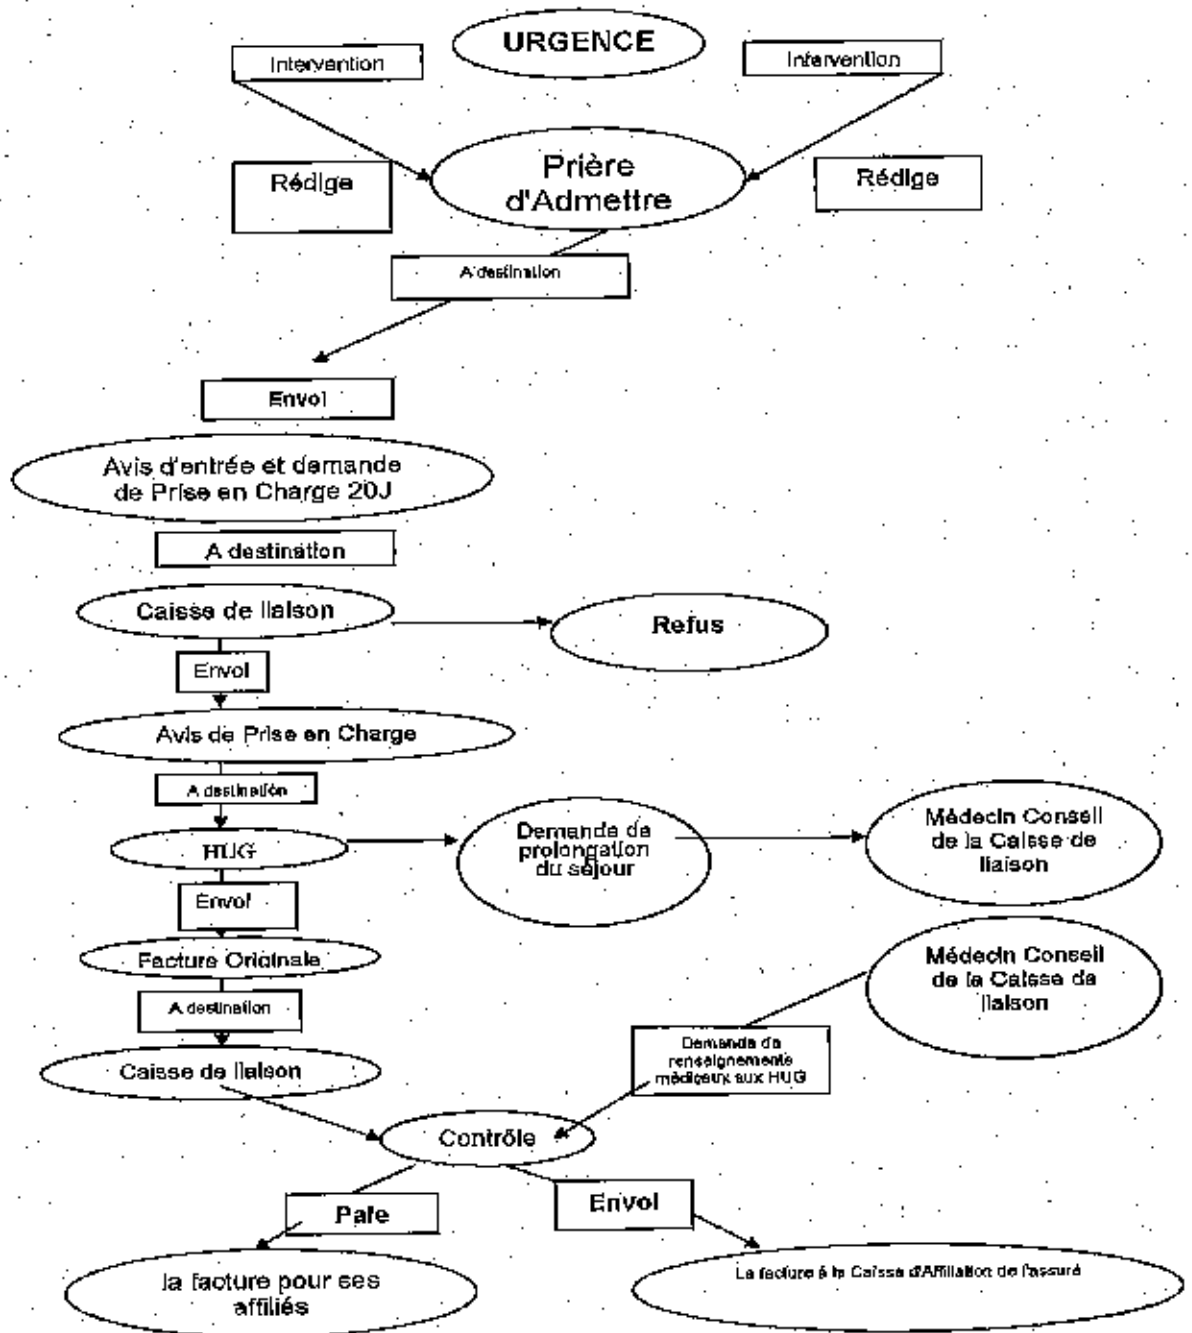 URGENCE
Intervention
Intervention
Prière
d'Admettre
Rédige
Rédige
A destination
Envoi
Avis d'entrée et demande
de Prise en Charge 20J
A destination
Caisse de liaison
Refus
Envoi
Avis de Prise en Charge
A destination
HUG
Demande de
prolongation
du séjour
Médecin Conseil
de la Caisse de
liaison
Envoi
Facture Originale
Médecin Conseil
de la Caisse de
liaison
A destination
Caisse de liaison
Demande de
renseignements
médicaux aux HUG
Contrôle
Paie
Envoi
la facture pour ses
affiliés
La facture à la Caisse d'Affiliation de l'assuré